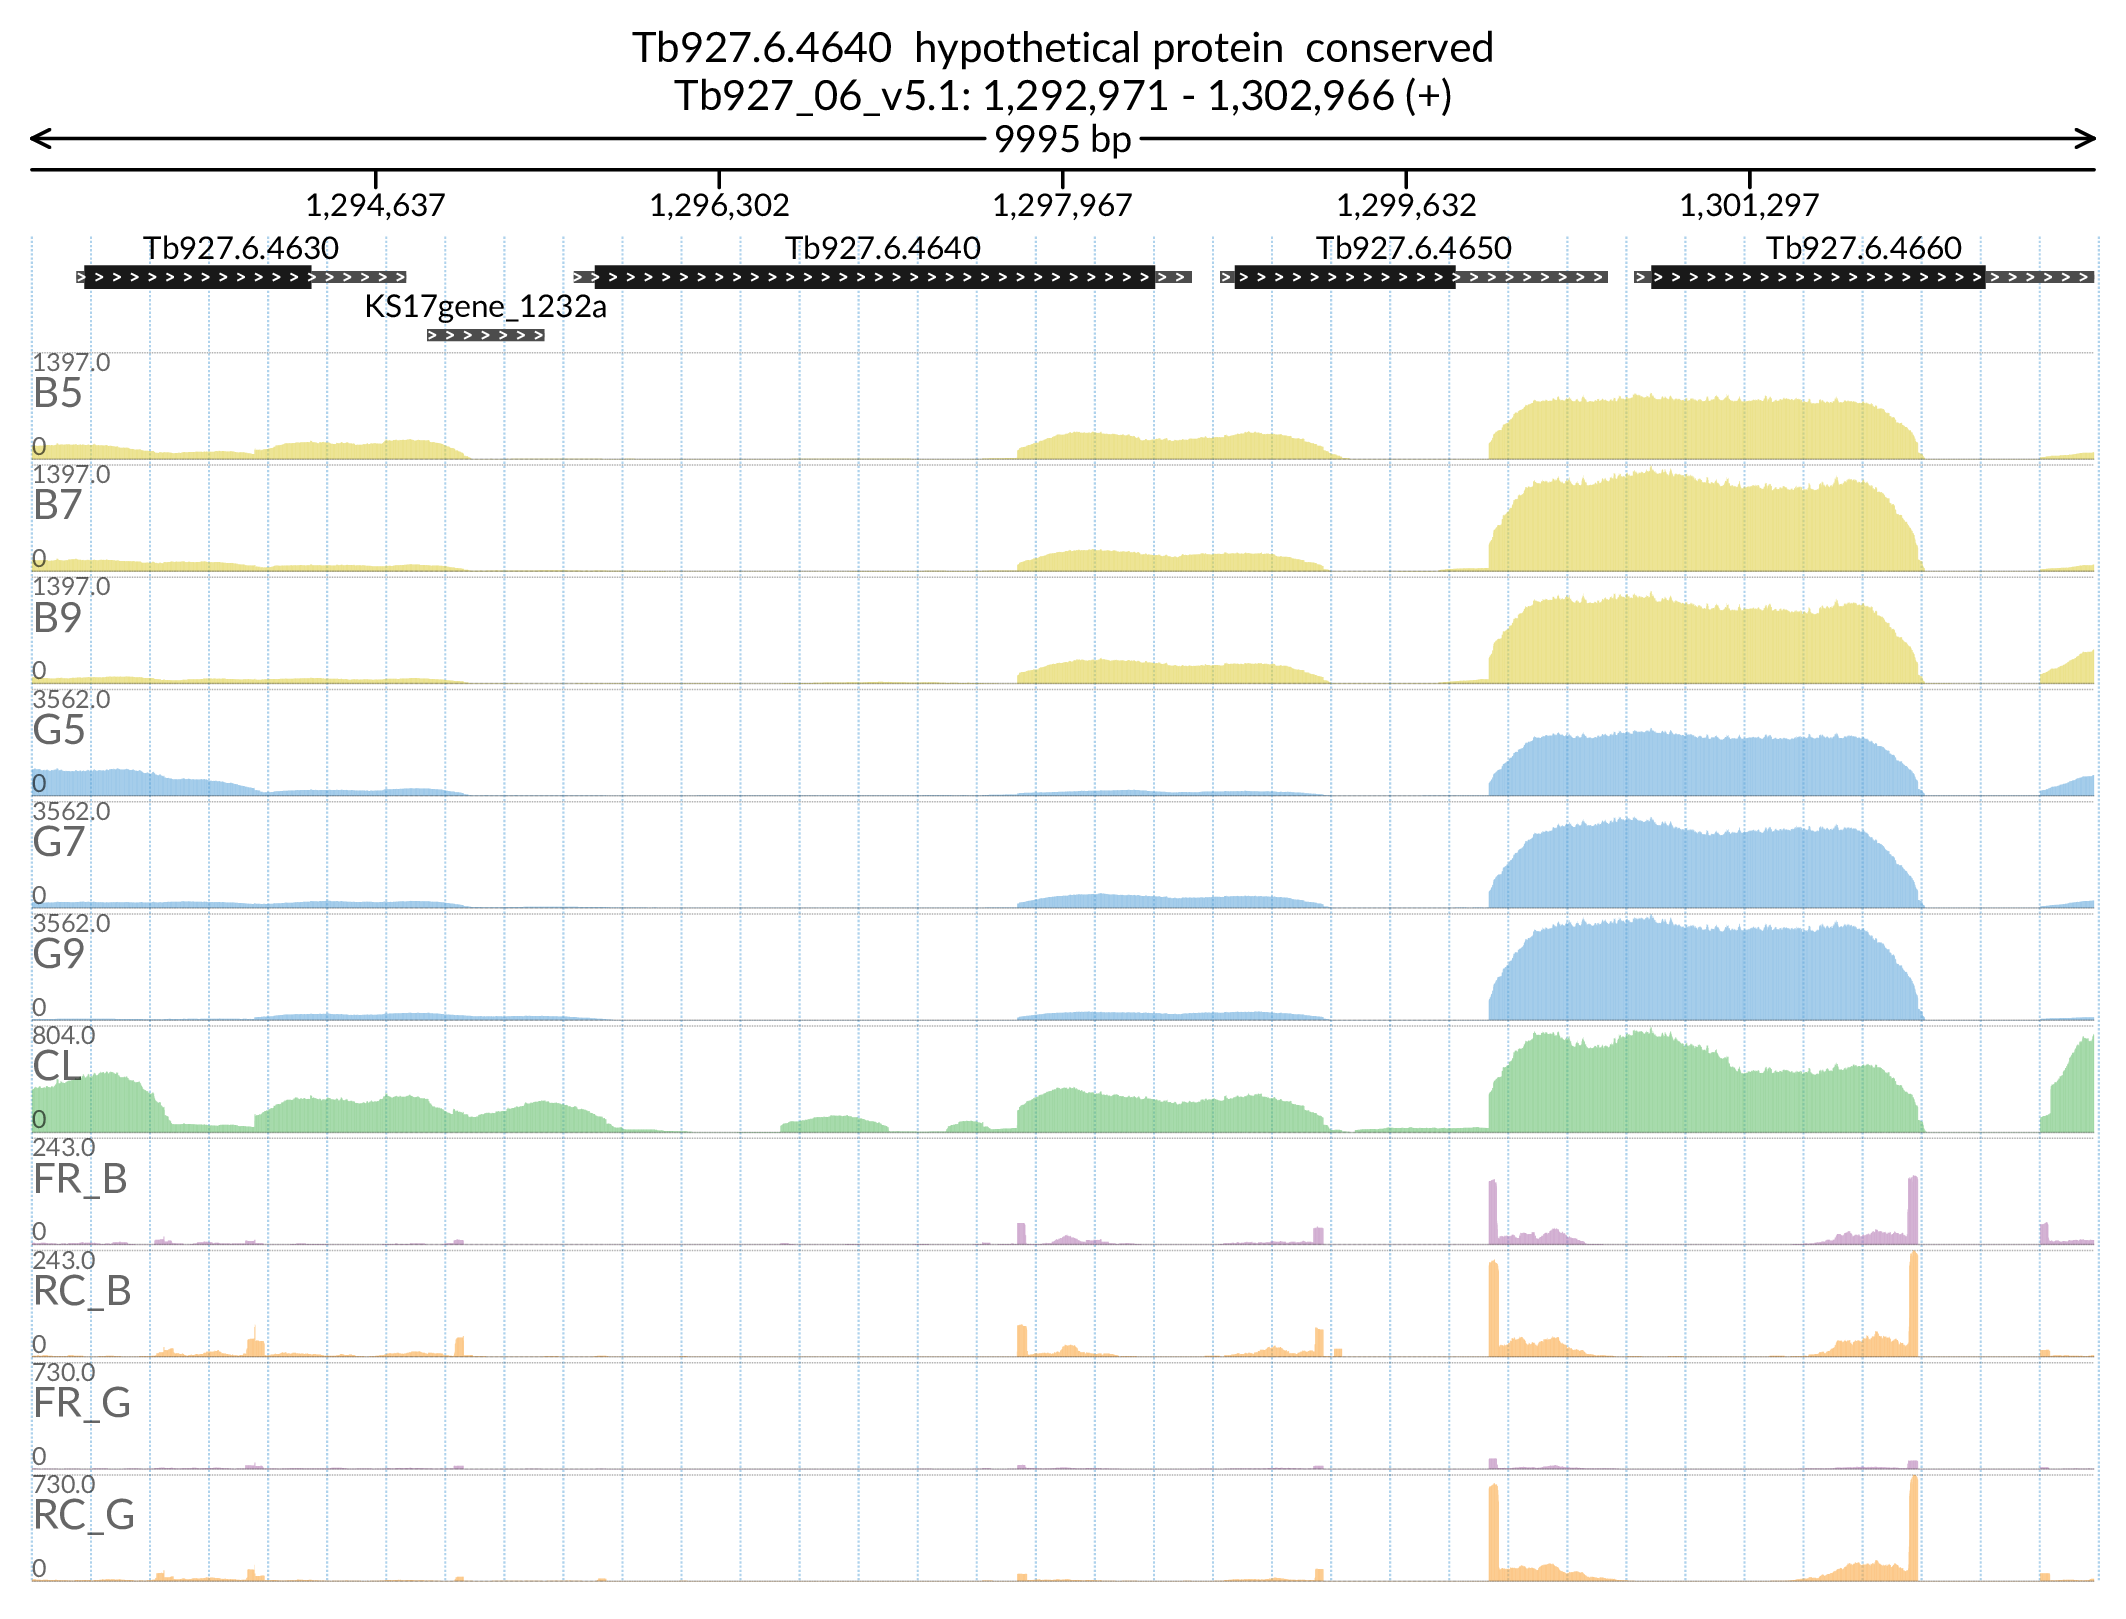 Tb927.6.4640  hypothetical protein  conserved
Tb927_06_v5.1: 1,292,971 - 1,302,966 (+)
9995 bp
1,294,637 1,296,302 1,297,967 1,299,632 1,301,297
Tb927.6.4630 Tb927.6.4640 Tb927.6.4650 Tb927.6.4660
KS17gene_1232a
1397.0
B5
0
1397.0
B7
0
1397.0
B9
0
3562.0
G5
0
3562.0
G7
0
3562.0
G9
0
804.0
CL
0
243.0
FR_B
0
243.0
RC_B
0
730.0
FR_G
0
730.0
RC_G
0